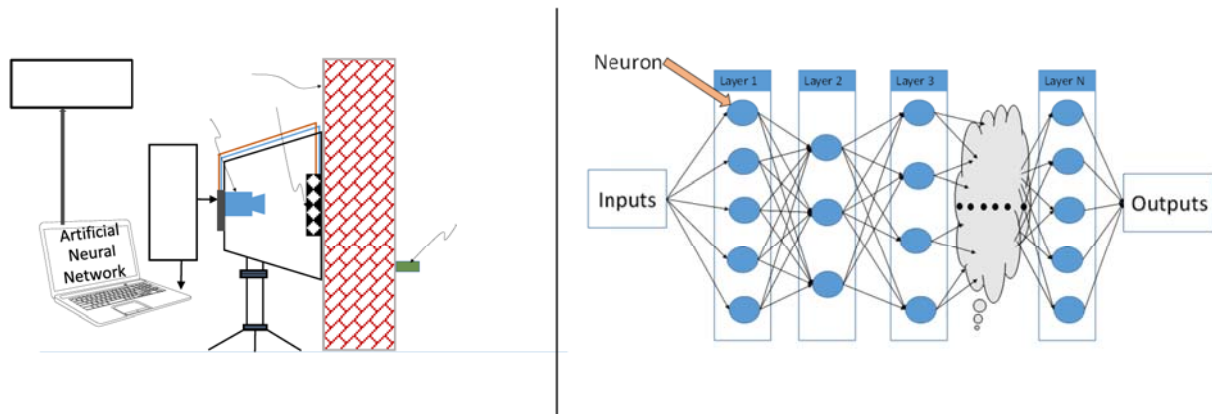 Artificial
Neural
Network
Neuron
Layer 1
Layer 2
Layer 3
Layer N
Inputs
Outputs